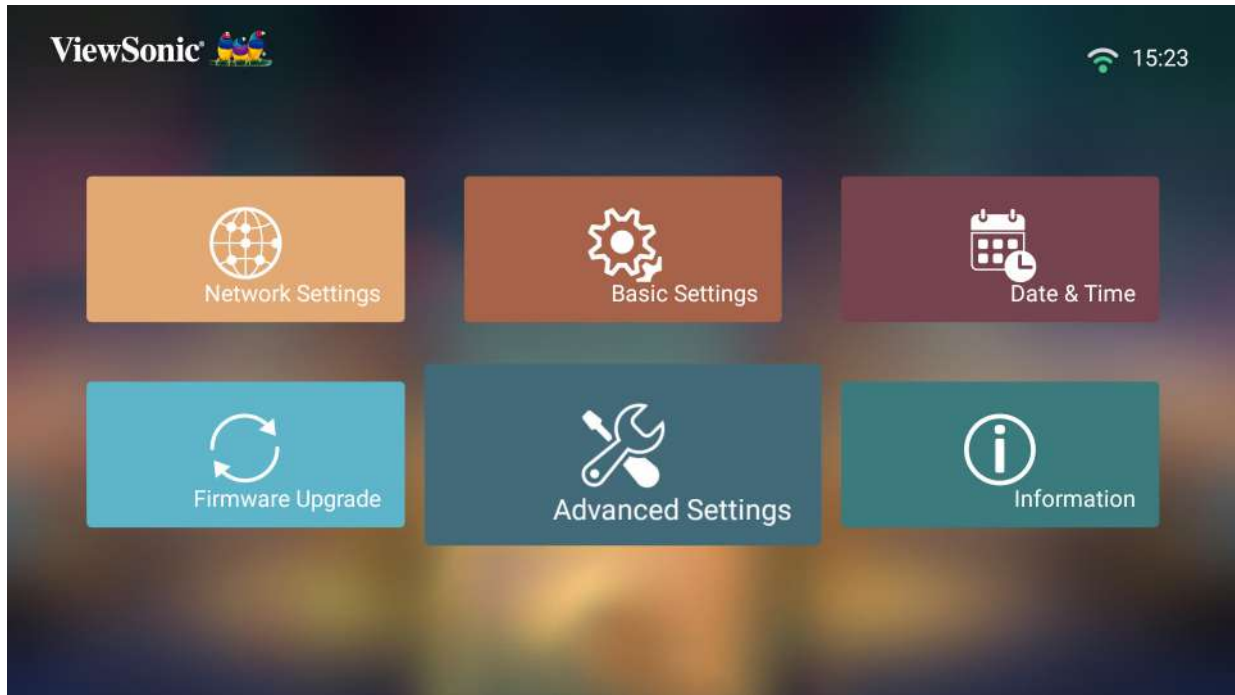 ViewSonic®
15:23
Network Settings
Basic Settings
Date & Time
Firmware Upgrade
Advanced Settings
Information